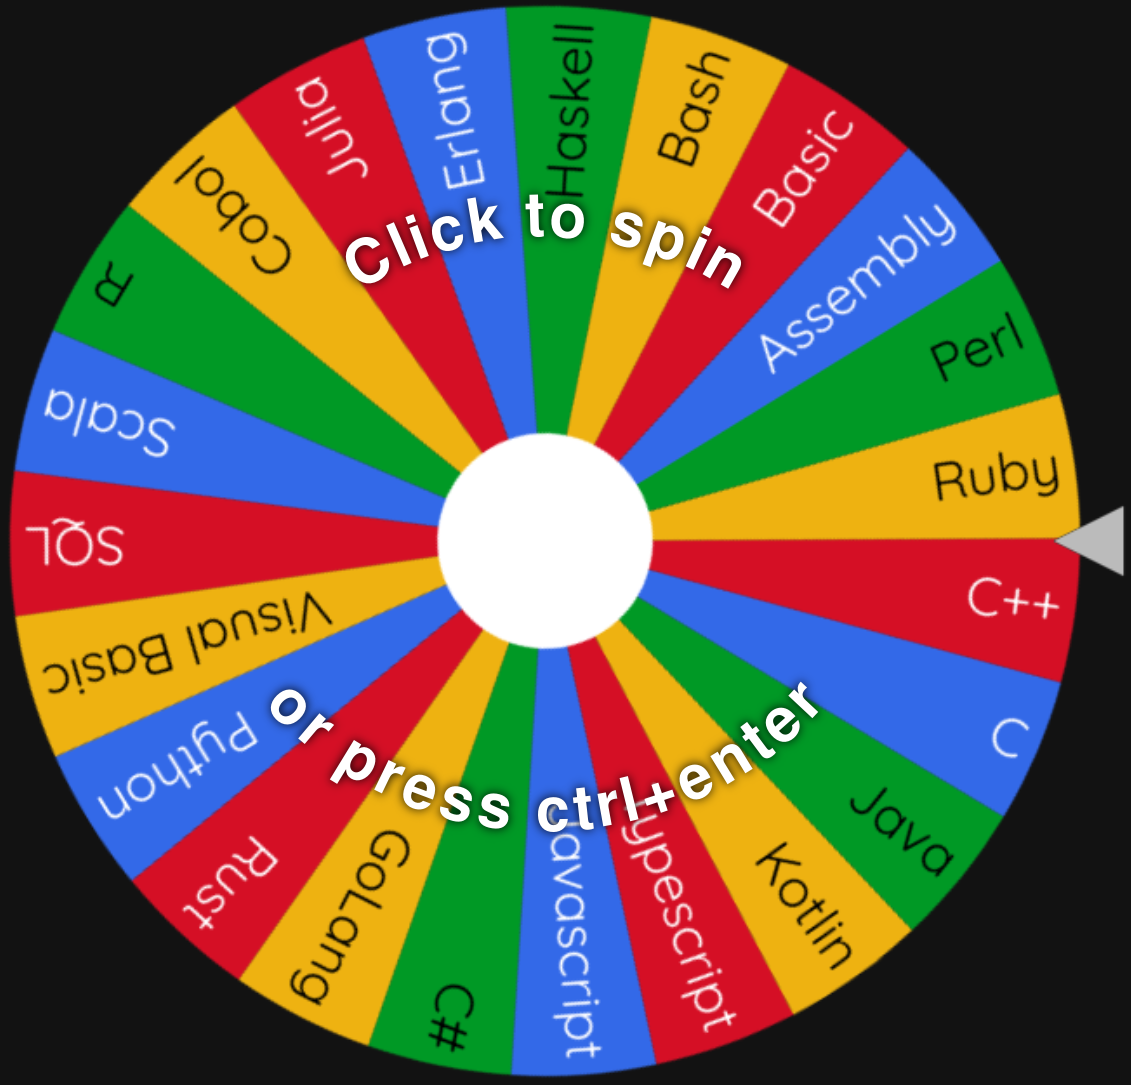 Click to spin
or press ctrl+enter
Haskell
Bash
Basic
Assembly
Perl
Ruby
C++
C
Java
Kotlin
Typescript
Javascript
C#
GoLang
Rust
Python
Visual Basic
SQL
Scala
R
Cobol
Julia
Erlang